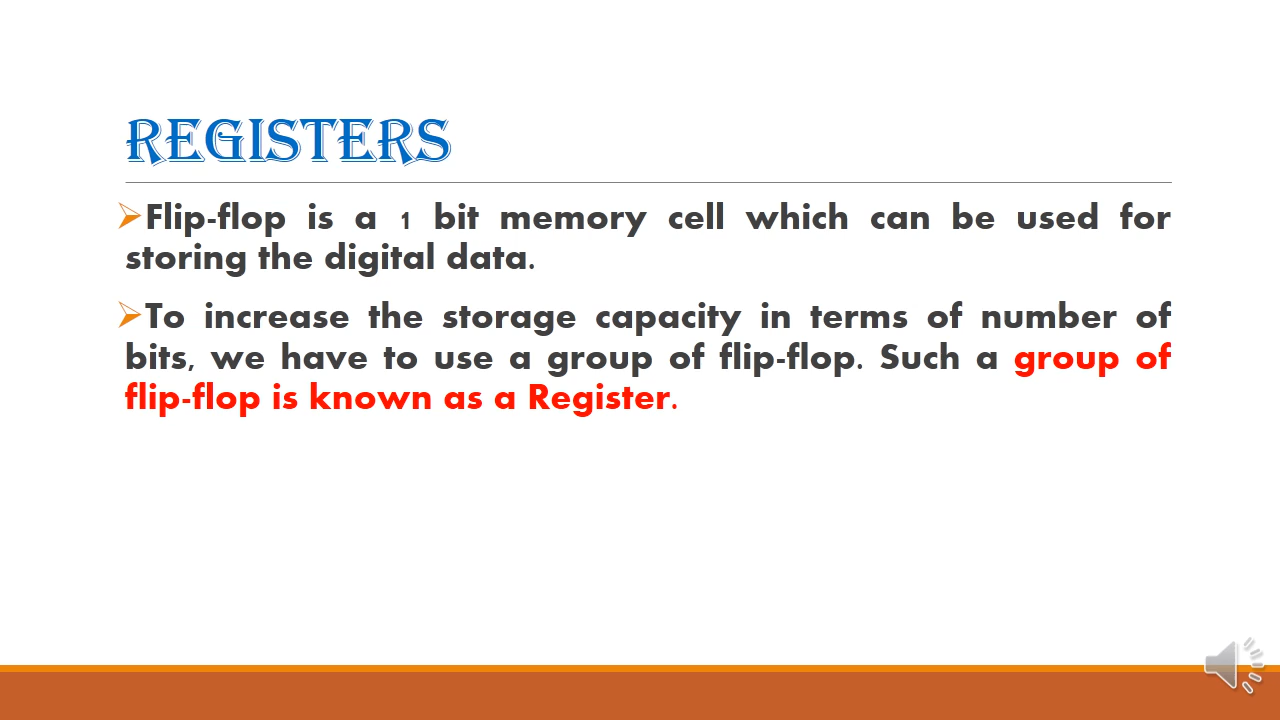 REGISTERS
Flip-flop is a 1 bit memory cell which can be used for
storing the digital data.
To increase the storage capacity in terms of number of
bits, we have to use a group of flip-flop. Such a group of
flip-flop is known as a Register.